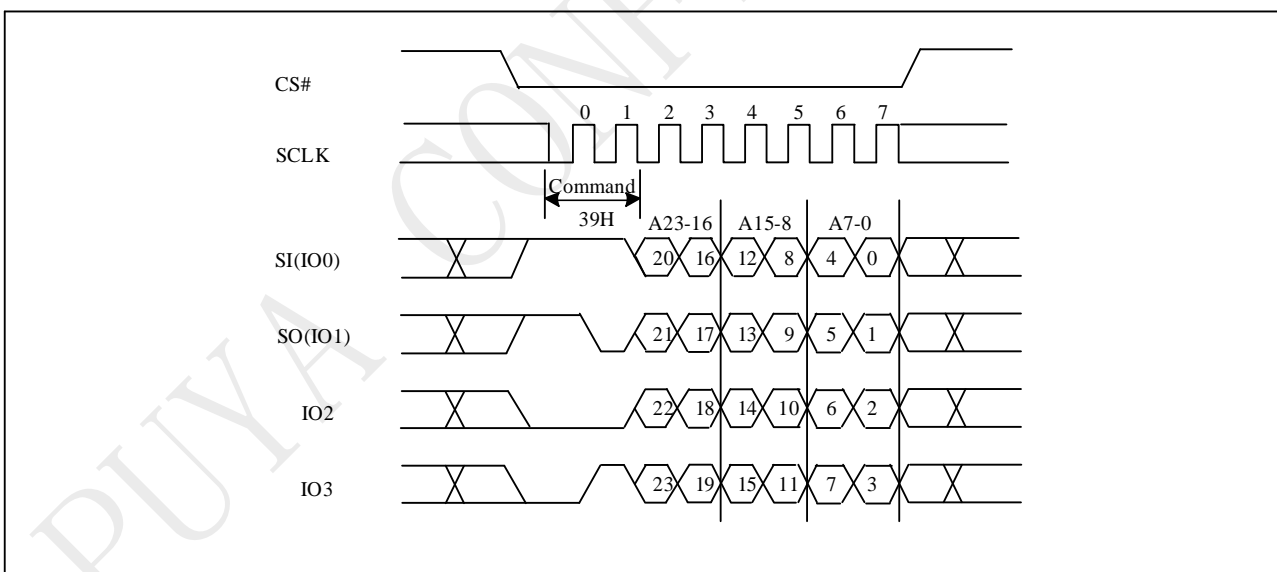 PUYA CONF
CS#
0 1 2 3 4 5 6 7
SCLK
Command
39H
A23-16 A15-8 A7-0
SI(IO0) 20 16 12 8 4 0
SO(IO1) 21 17 13 9 5 1
IO2 22 18 14 10 6 2
IO3 23 19 15 11 7 3